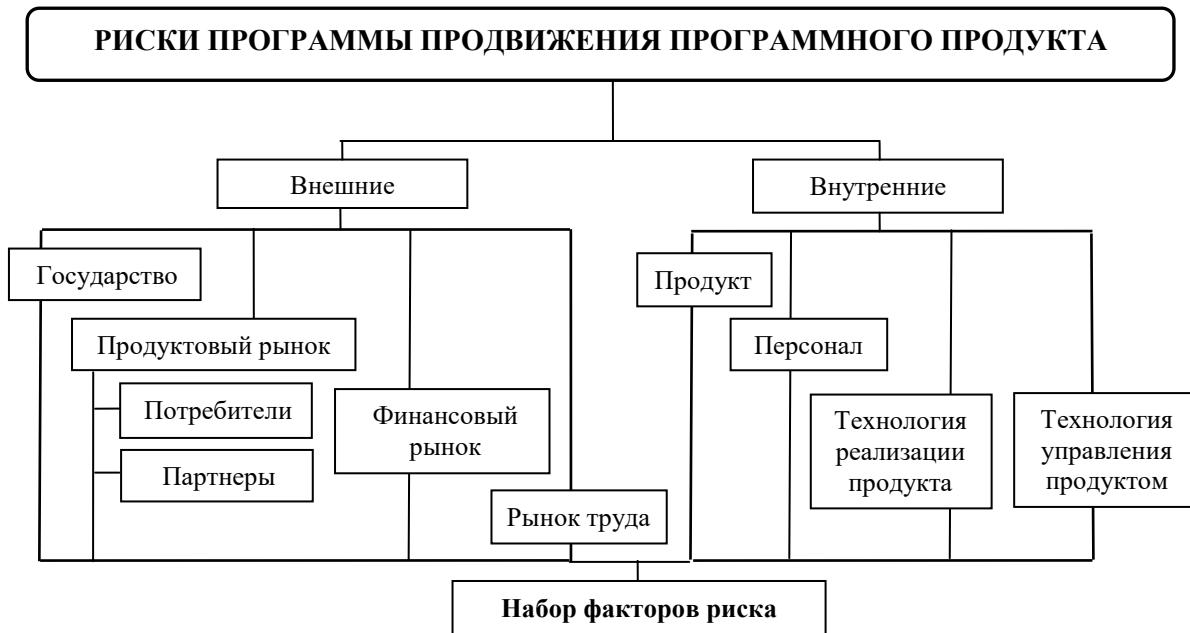 РИСКИ ПРОГРАММЫ ПРОДВИЖЕНИЯ ПРОГРАММНОГО ПРОДУКТА
Внешние
Внутренние
Государство
Продуктовый рынок
Потребители
Партнеры
Финансовый
рынок
Рынок труда
Продукт
Персонал
Технология
реализации
продукта
Технология
управления
продуктом
Набор факторов риска